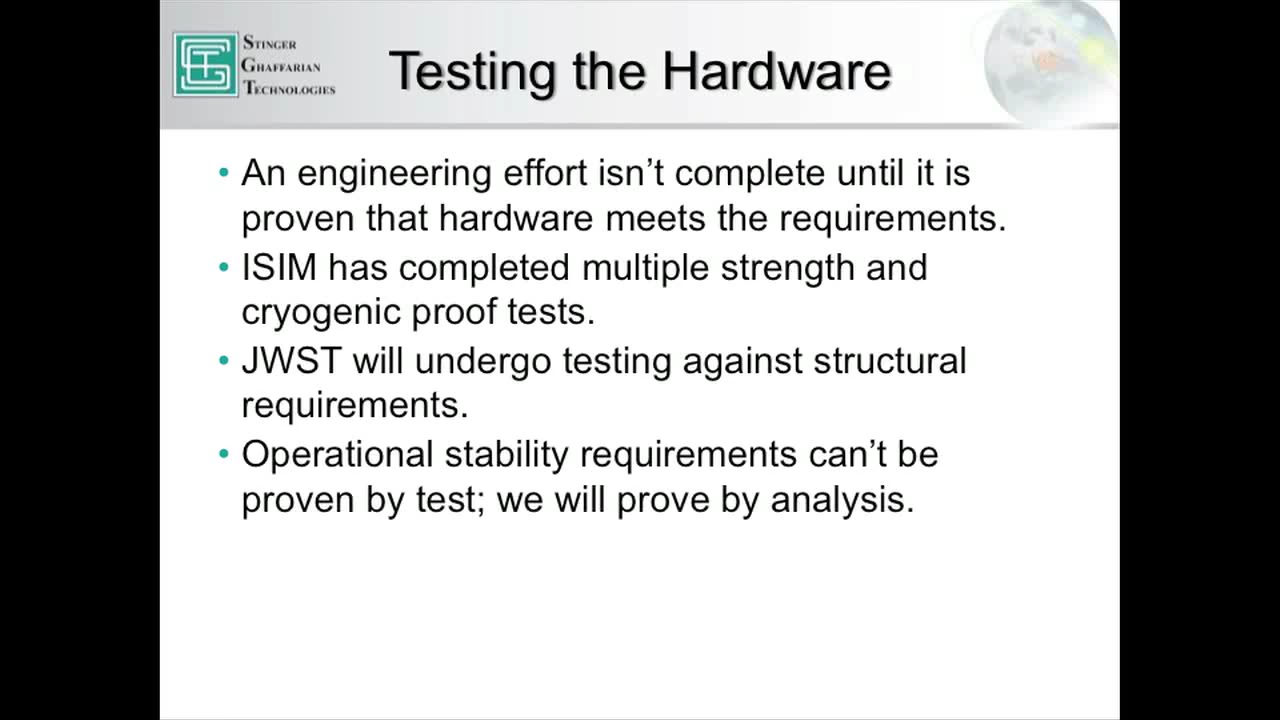 STINGER
GHAFFARIAN
TECHNOLOGIES
Testing the Hardware
• An engineering effort isn’t complete until it is
proven that hardware meets the requirements.
• ISIM has completed multiple strength and
cryogenic proof tests.
• JWST will undergo testing against structural
requirements.
• Operational stability requirements can’t be
proven by test; we will prove by analysis.